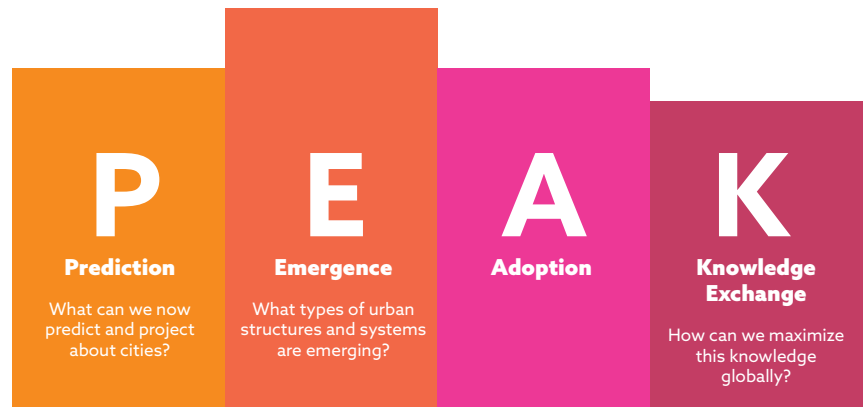 P
Prediction
What can we now
predict and project
about cities?
E
Emergence
What types of urban
structures and systems
are emerging?
A
Adoption
K
Knowledge
Exchange
How can we maximize
this knowledge
globally?